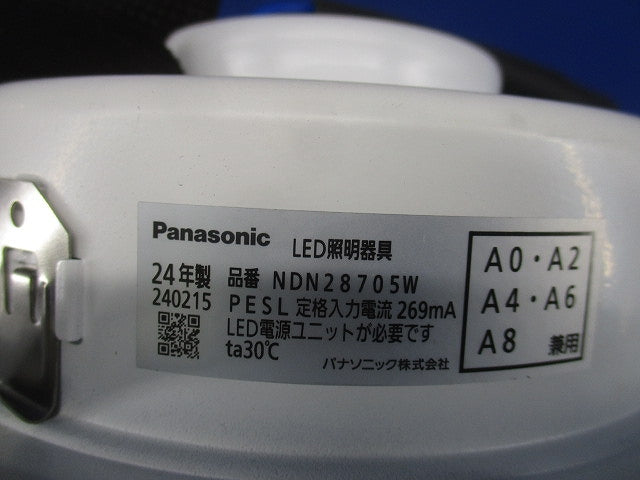 Panasonic LED照明器具
24年製 品番 NDN28705W
240215 PESL 定格入力電流 269mA
LED電源ユニットが必要です
ta30℃ パナソニック株式会社
A0・A2
A4・A6
A8 兼用